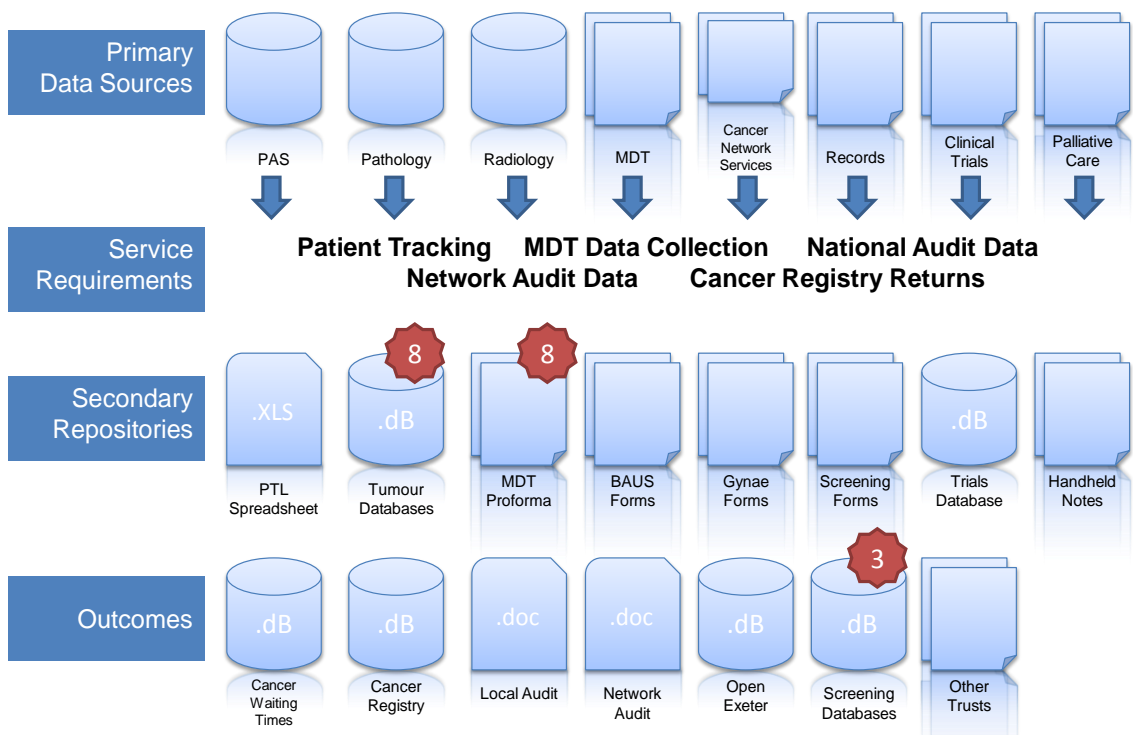 Primary
Data Sources
PAS
Pathology
Radiology
MDT
Cancer
Network
Services
Records
Clinical
Trials
Palliative
Care
Service
Requirements
Patient Tracking MDT Data Collection National Audit Data
Network Audit Data Cancer Registry Returns
Secondary
Repositories
.XLS
PTL
Spreadsheet
8
.dB
Tumour
Databases
8
MDT
Proforma
BAUS
Forms
Gynae
Forms
Screening
Forms
.dB
Trials
Database
Handheld
Notes
Outcomes
.dB
Cancer
Waiting
Times
.dB
Cancer
Registry
.doc
Local Audit
.doc
Network
Audit
.dB
Open
Exeter
3
.dB
Screening
Databases
Other
Trusts